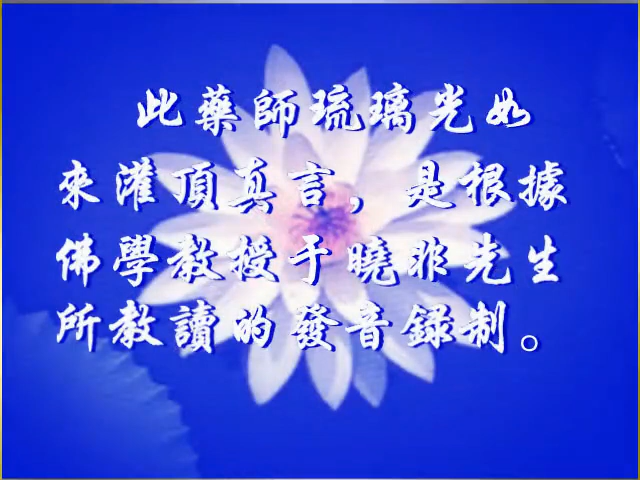 此藥師琉璃光如
來灌頂真言，是根據
佛學教授于曉非先生
所教讀的發音録制。